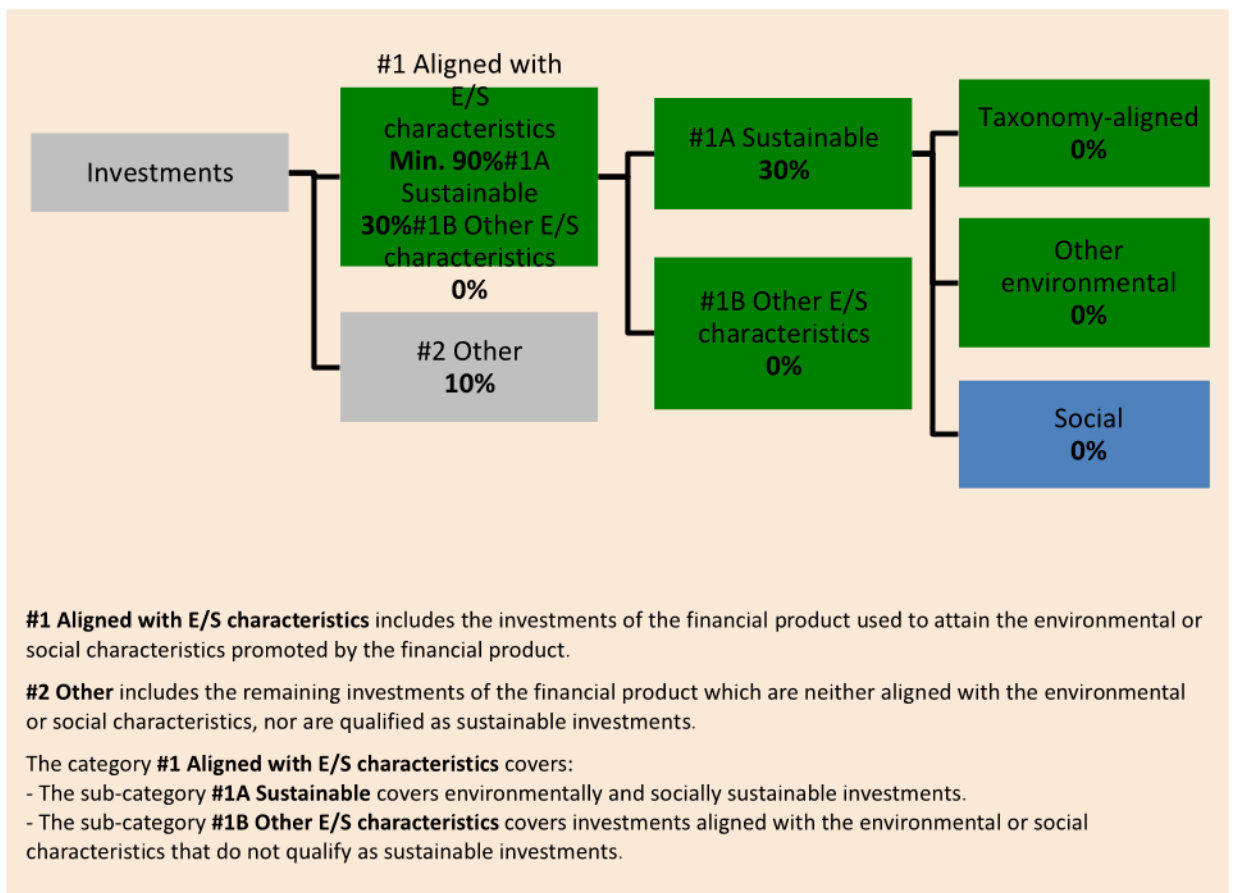 Investments
#1 Aligned with
E/S
characteristics
Min. 90%#1A
Sustainable
30%#1B Other E/S
characteristics
0%
#2 Other
10%
#1A Sustainable
30%
#1B Other E/S
characteristics
0%
Taxonomy-aligned
0%
Other
environmental
0%
Social
0%
#1 Aligned with E/S characteristics includes the investments of the financial product used to attain the environmental or
social characteristics promoted by the financial product.
#2 Other includes the remaining investments of the financial product which are neither aligned with the environmental
or social characteristics, nor are qualified as sustainable investments.
The category #1 Aligned with E/S characteristics covers:
- The sub-category #1A Sustainable covers environmentally and socially sustainable investments.
- The sub-category #1B Other E/S characteristics covers investments aligned with the environmental or social
characteristics that do not qualify as sustainable investments.